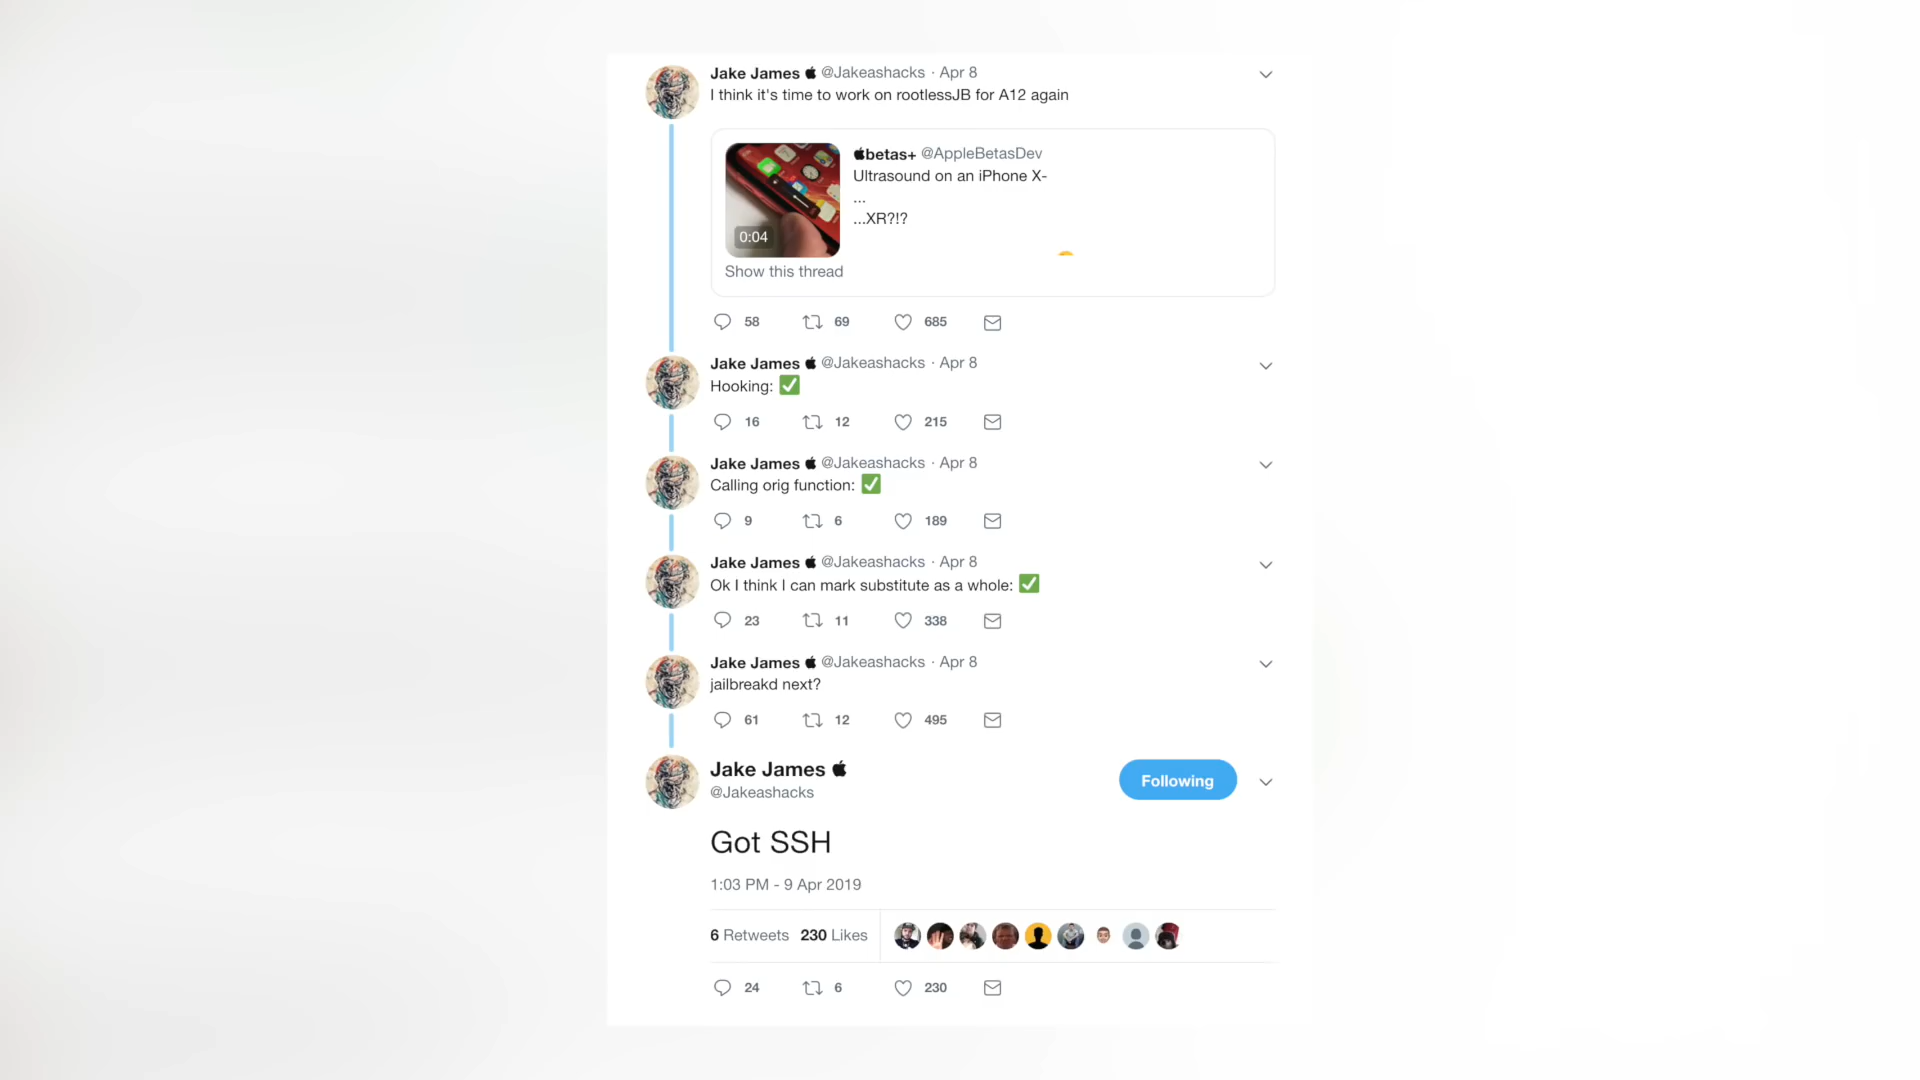 Jake James  @Jakeashacks · Apr 8
I think it's time to work on rootlessJB for A12 again
betas+ @AppleBetasDev
Ultrasound on an iPhone X-
...
...XR?!?
0:04
Show this thread
58 69 685
Jake James  @Jakeashacks · Apr 8
Hooking: ✅
16 12 215
Jake James  @Jakeashacks · Apr 8
Calling orig function: ✅
9 6 189
Jake James  @Jakeashacks · Apr 8
Ok I think I can mark substitute as a whole: ✅
23 11 338
Jake James  @Jakeashacks · Apr 8
jailbreakd next?
61 12 495
Jake James 
Following
@Jakeashacks
Got SSH
1:03 PM - 9 Apr 2019
6 Retweets 230 Likes
24 6 230